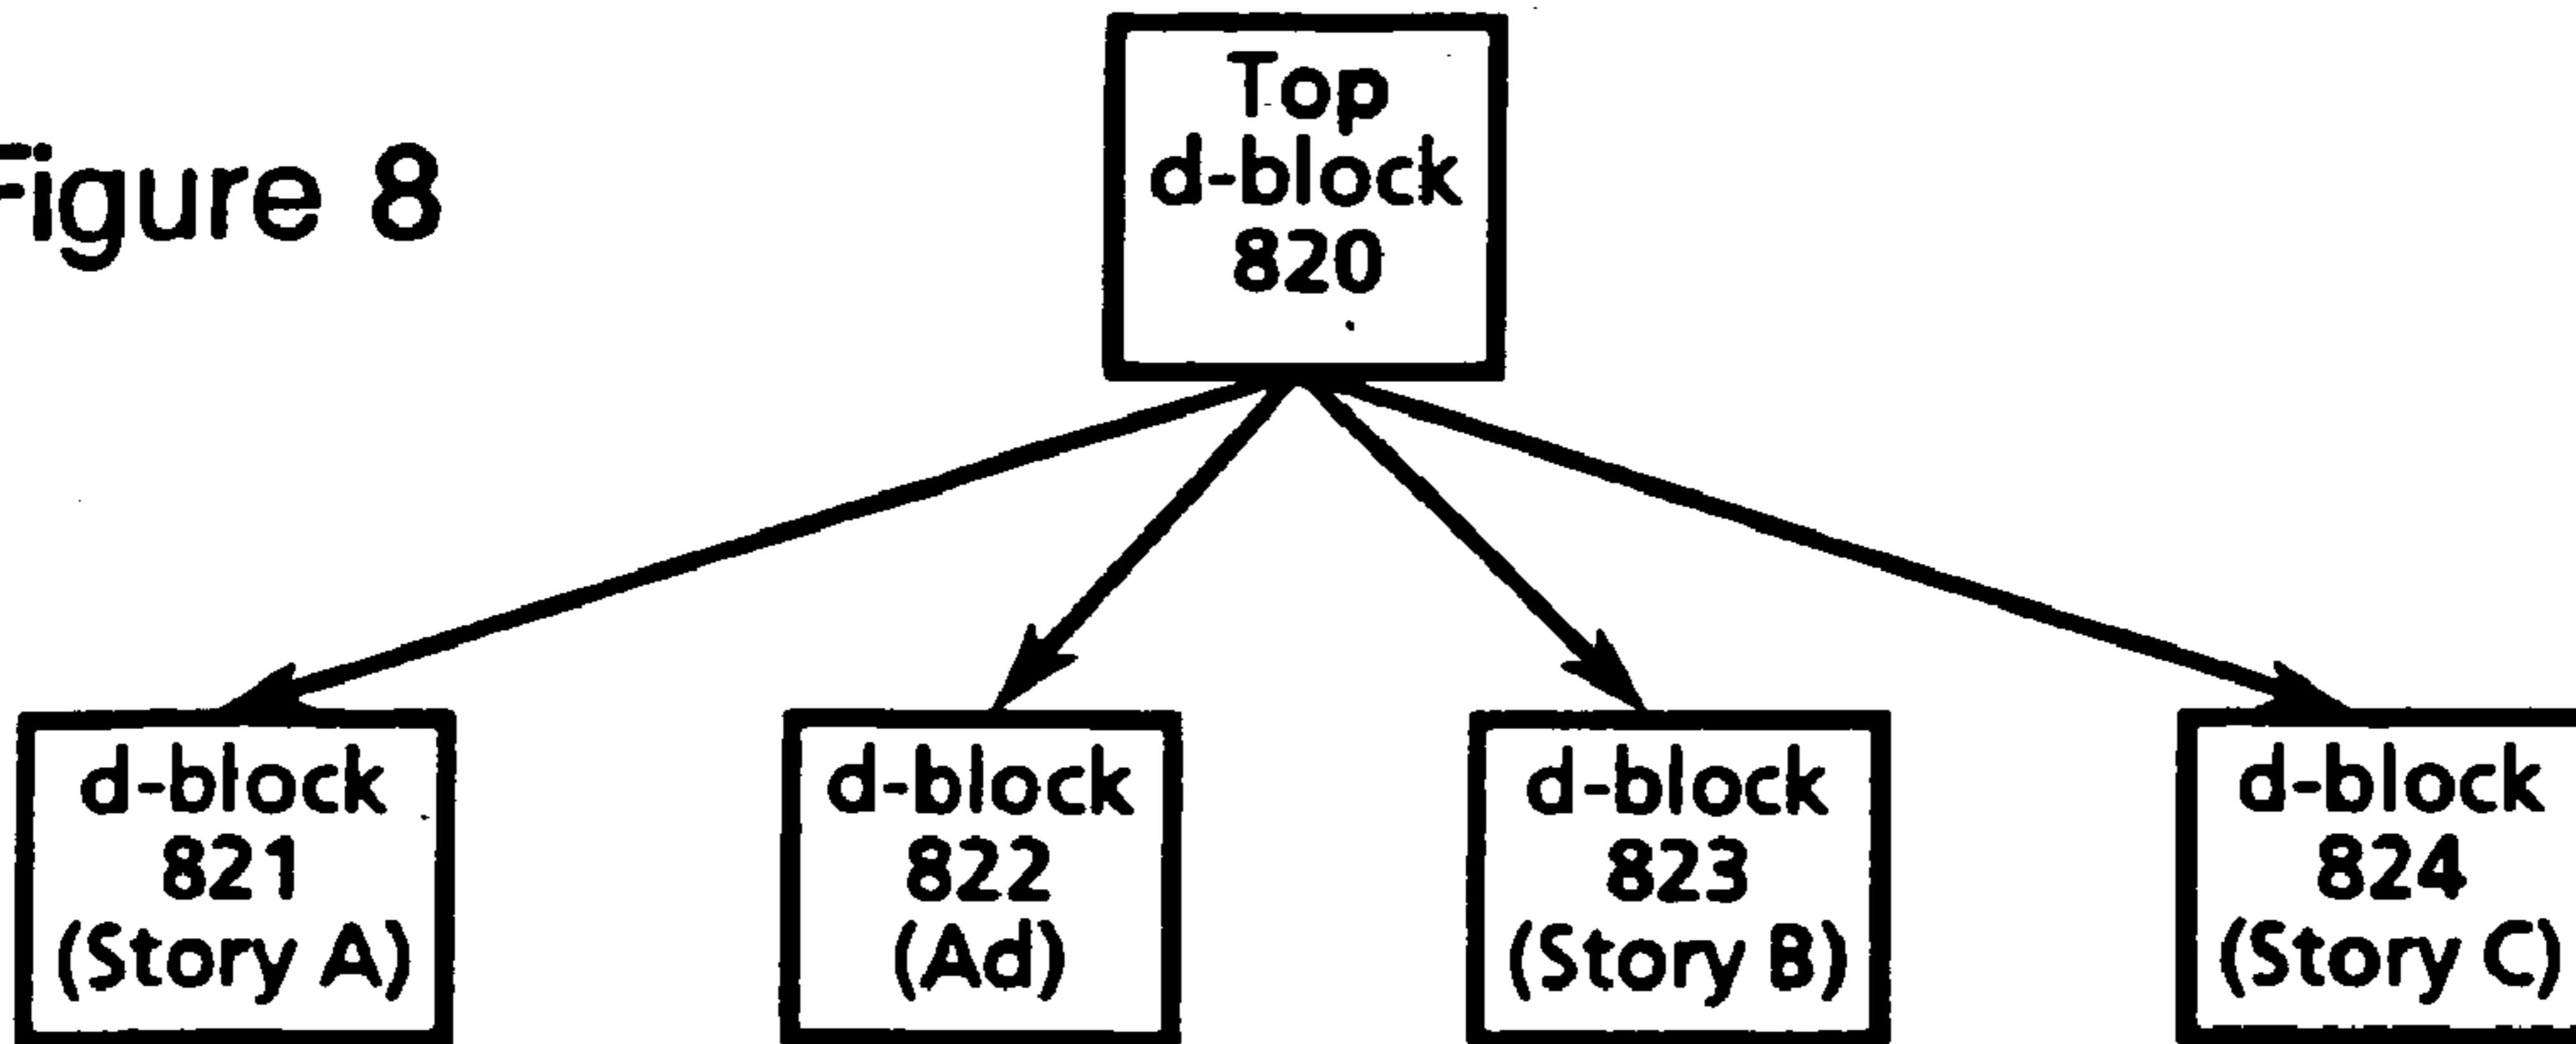 Figure 8
Top
d-block
820
d-block
821
(Story A)
d-block
822
(Ad)
d-block
823
(Story B)
d-block
824
(Story C)